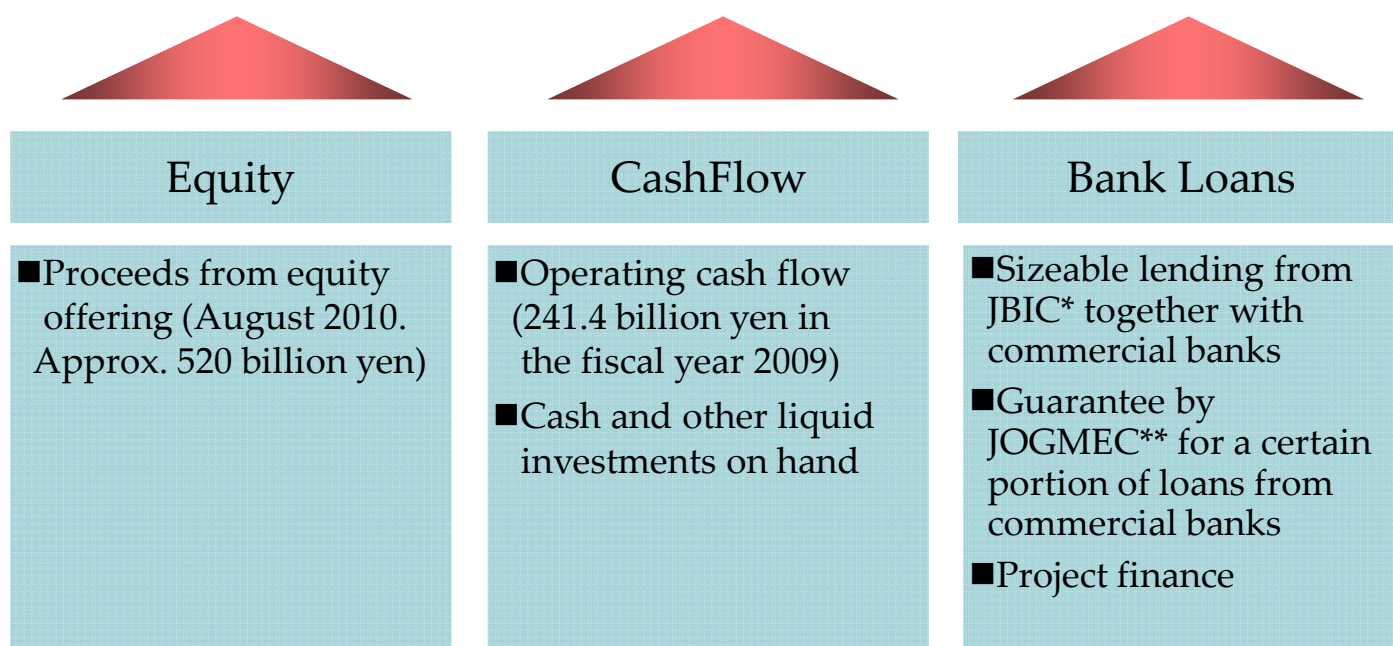 Equity
■Proceeds from equity
offering (August 2010.
Approx. 520 billion yen)
CashFlow
■Operating cash flow
(241.4 billion yen in
the fiscal year 2009)
■Cash and other liquid
investments on hand
Bank Loans
■Sizeable lending from
JBIC* together with
commercial banks
■Guarantee by
JOGMEC** for a certain
portion of loans from
commercial banks
■Project finance